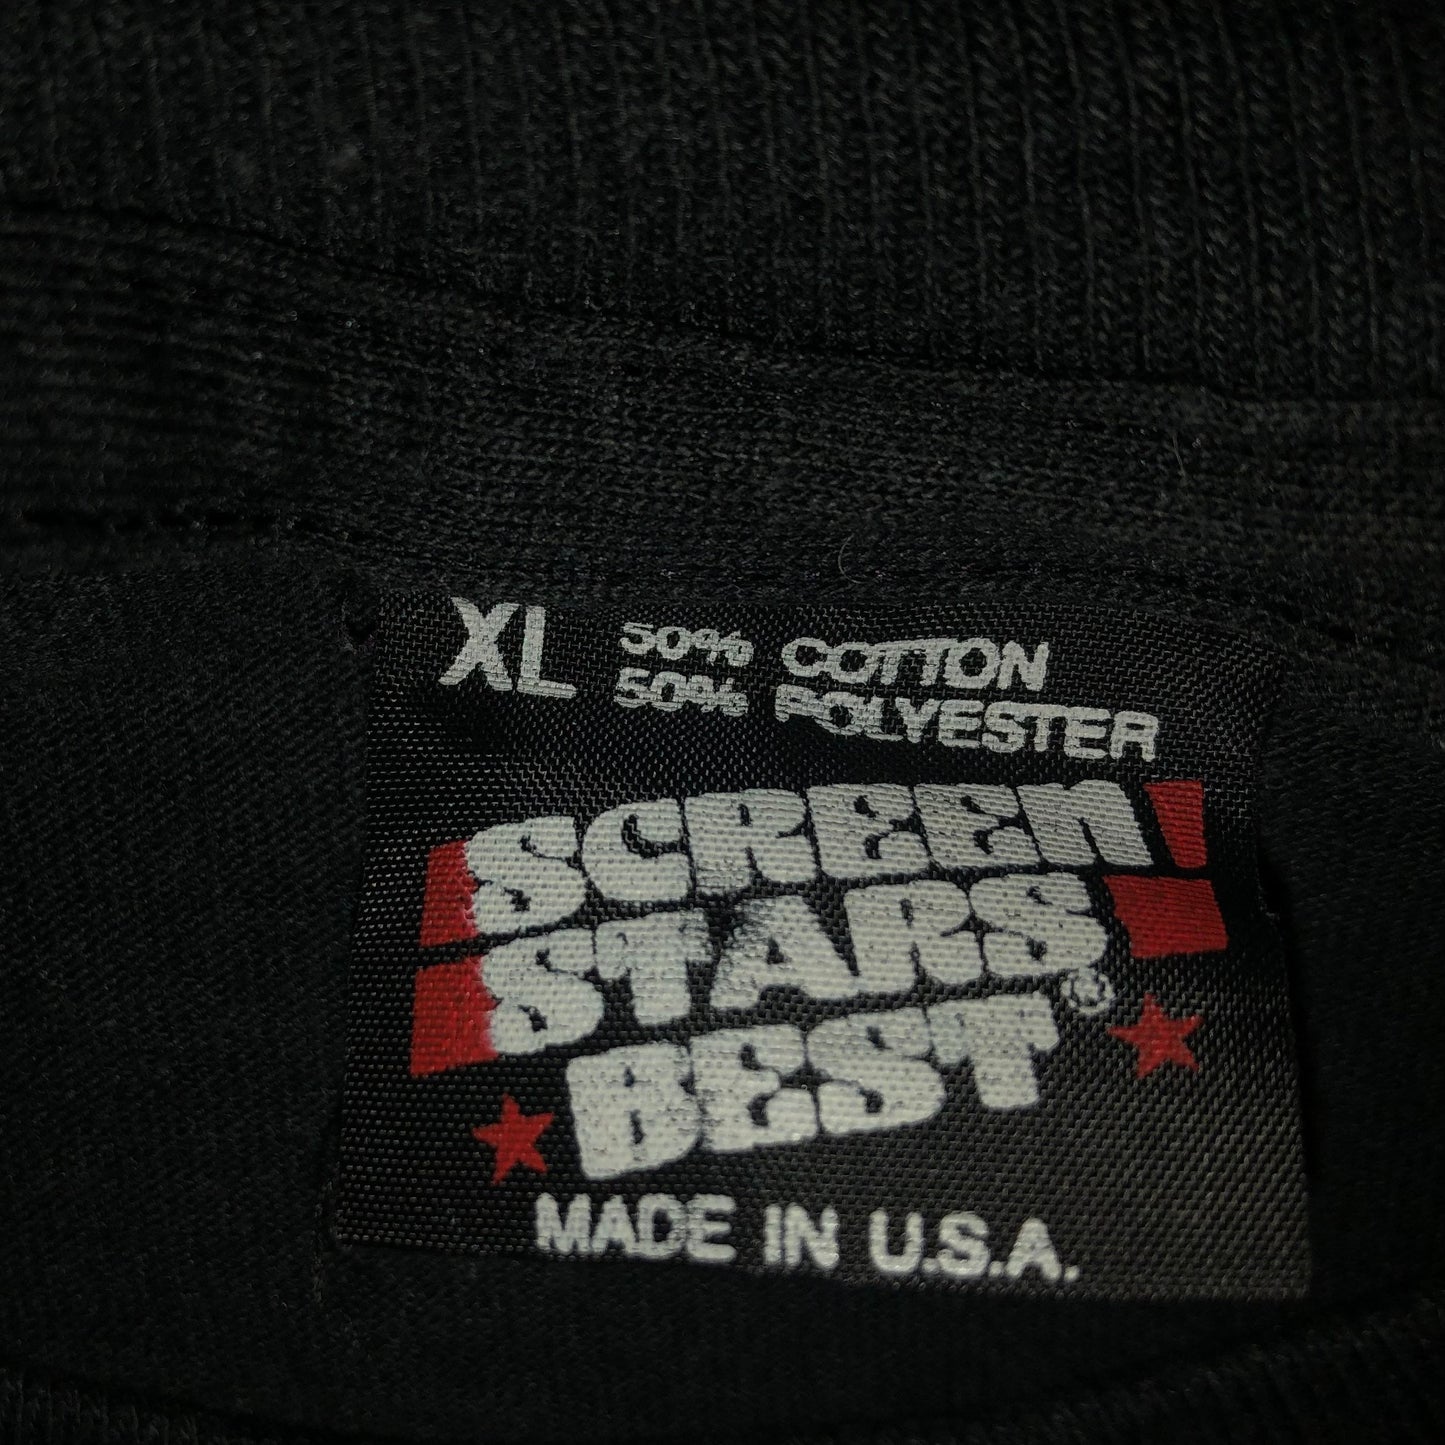 XL 50% COTTON
50% POLYESTER
SCREEN
STARS
BEST®
MADE IN U.S.A.